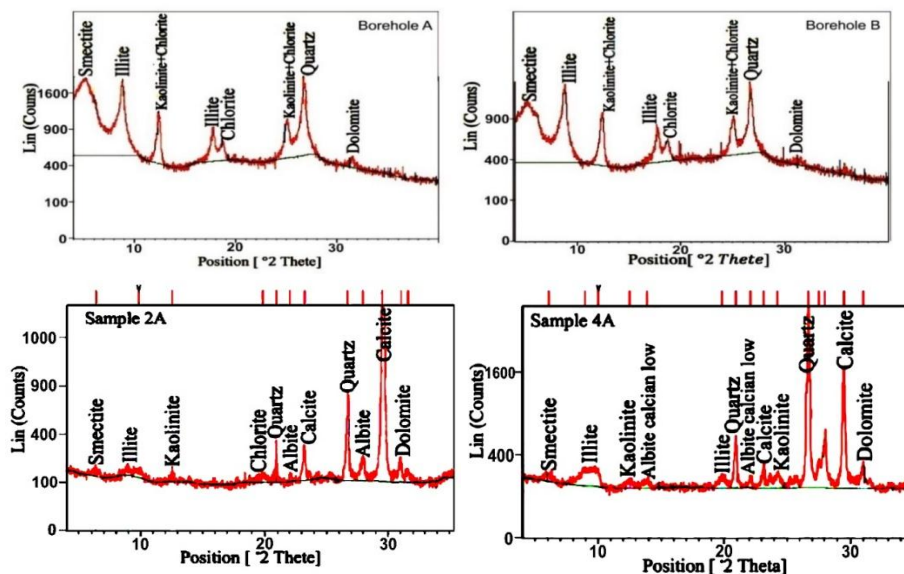 Borehole A
Lin (Couns)
1600
900
400
100
0
Smectite
Illite
Kaolinite+Chlorite
Illite
Chlorite
Kaolinite+Chlorite
Quartz
Dolomite
10
20
30
Position [ °2 Thete]
Borehole B
Lin (Couns)
900
400
100
0
Smectite
Illite
Kaolinite+Chlorite
Illite
Chlorite
Kaolinite+Chlorite
Quartz
Dolomite
10
20
30
Position[ °2 Thete]
Sample 2A
Lin (Counts)
1000
900
400
100
0
Smectite
Illite
Kaolinite
Chlorite
Quartz
Albite
Calcite
Quartz
Albite
Calcite
Dolomite
10
20
30
Position [ °2 Thete]
Sample 4A
Lin (Counts)
1600
400
0
Smectite
Illite
Kaolinite
Albite calcian low
Illite
Quartz
Albite calcian low
Calcite
Kaolinite
Quartz
Calcite
Dolomite
10
20
30
Position [ °2 Theta]